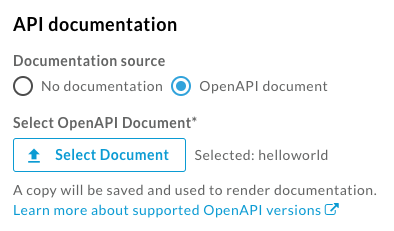 API documentation
Documentation source
No documentation OpenAPI document
Select OpenAPI Document*
Select Document Selected: helloworld
A copy will be saved and used to render documentation.
Learn more about supported OpenAPI versions